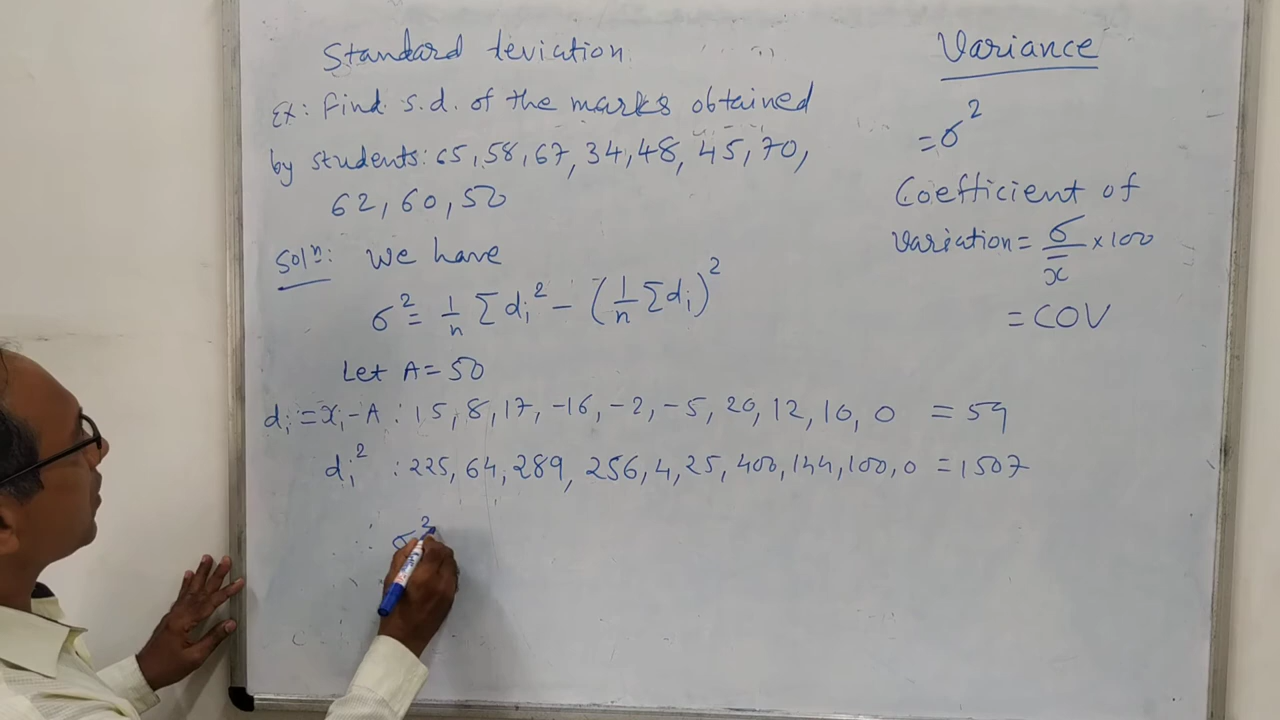 Standard deviation
Ex: Find s.d. of the marks obtained
by students: 65, 58, 67, 34, 48, 45, 70,
62, 60, 50
Solⁿ: We have
σ² = 1/n Σ dᵢ² − (1/n Σ dᵢ)²
Let A = 50
dᵢ = xᵢ − A : 15, 8, 17, -16, -2, -5, 20, 12, 10, 0 = 59
dᵢ² : 225, 64, 289, 256, 4, 25, 400, 144, 100, 0 = 1507
∴ σ²
Variance
= σ²
Coefficient of
Variation = σ/x̄ × 100
= COV